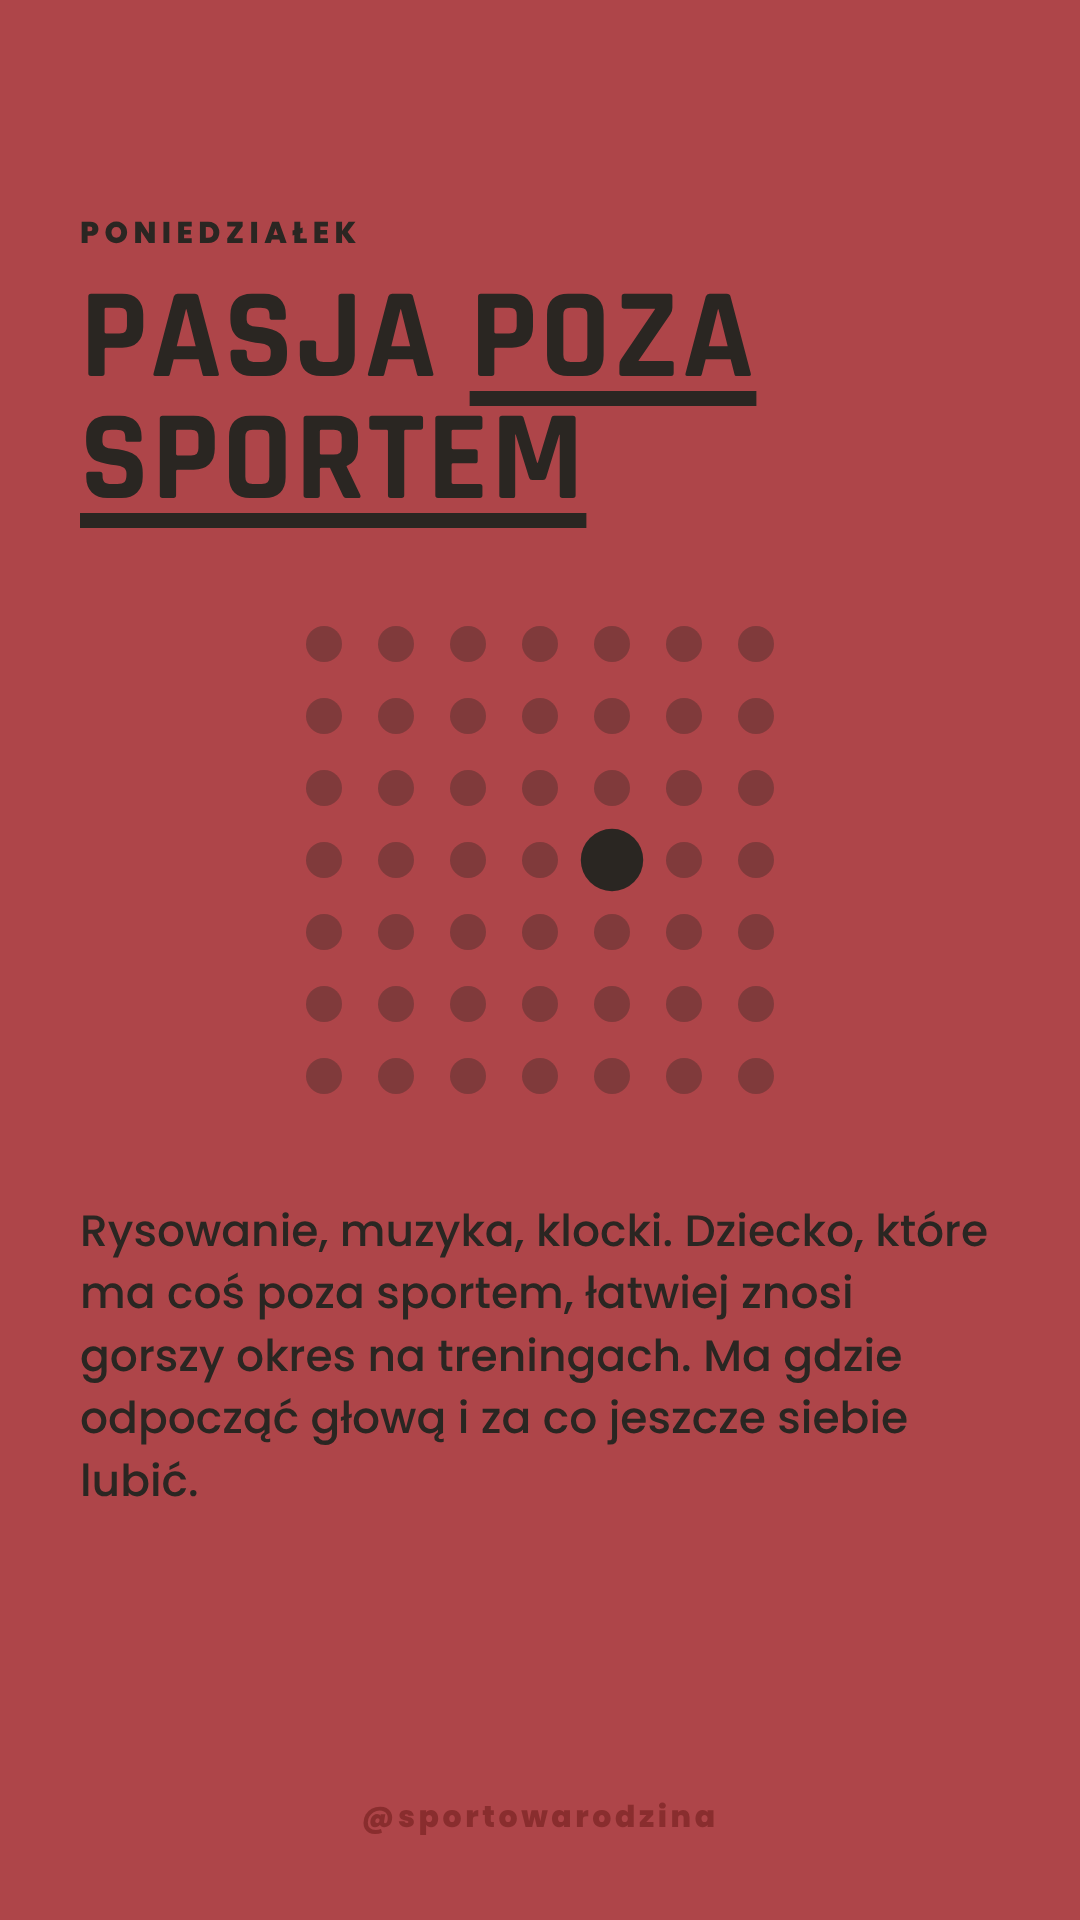 PONIEDZIAŁEK
PASJA POZA
SPORTEM
Rysowanie, muzyka, klocki. Dziecko, które
ma coś poza sportem, łatwiej znosi
gorszy okres na treningach. Ma gdzie
odpocząć głową i za co jeszcze siebie
lubić.
@sportowarodzina